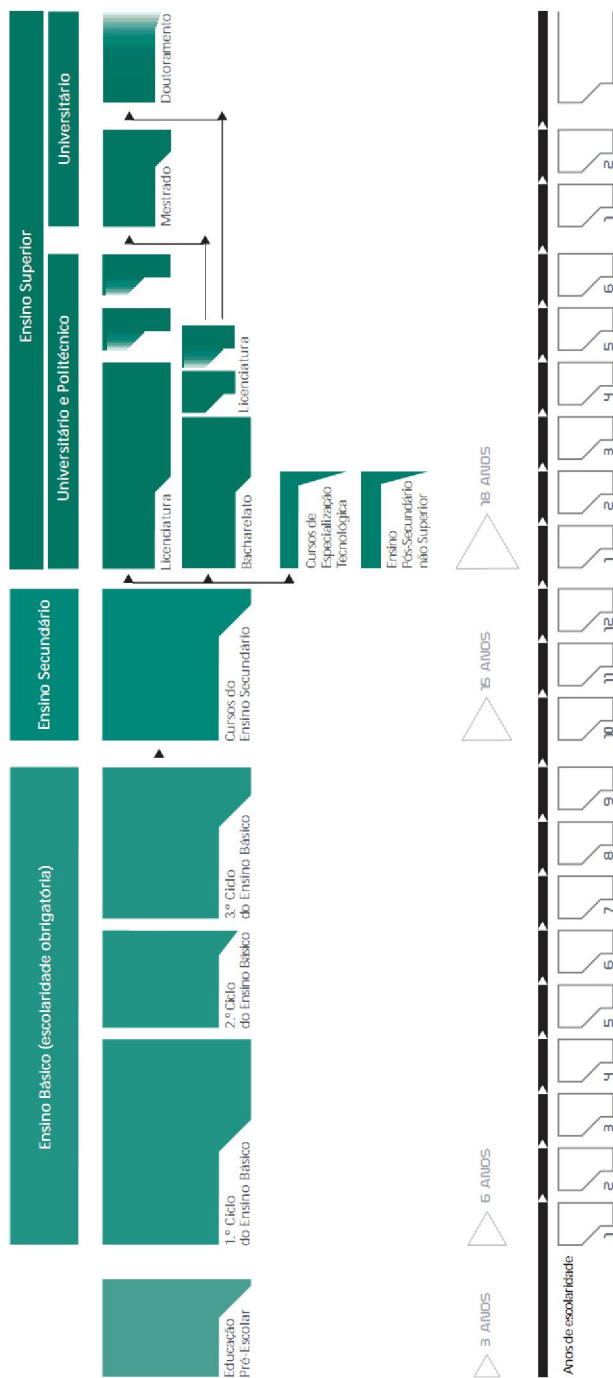 Ensino Básico (escolaridade obrigatória)
Ensino Secundário
Ensino Superior
Universitário e Politécnico
Universitário
Educação
Pré-Escolar
1.º Ciclo
do Ensino Básico
2.º Ciclo
do Ensino Básico
3.º Ciclo
do Ensino Básico
Cursos do
Ensino Secundário
Licenciatura
Mestrado
Doutoramento
Bacharelato
Licenciatura
Cursos de
Especialização
Tecnológica
Ensino
Pós-Secundário
não Superior
3 ANOS
6 ANOS
15 ANOS
18 ANOS
Anos de escolaridade
1 2 3 4 5 6 7 8 9 10 11 12 1 2 3 4 5 6 1 2